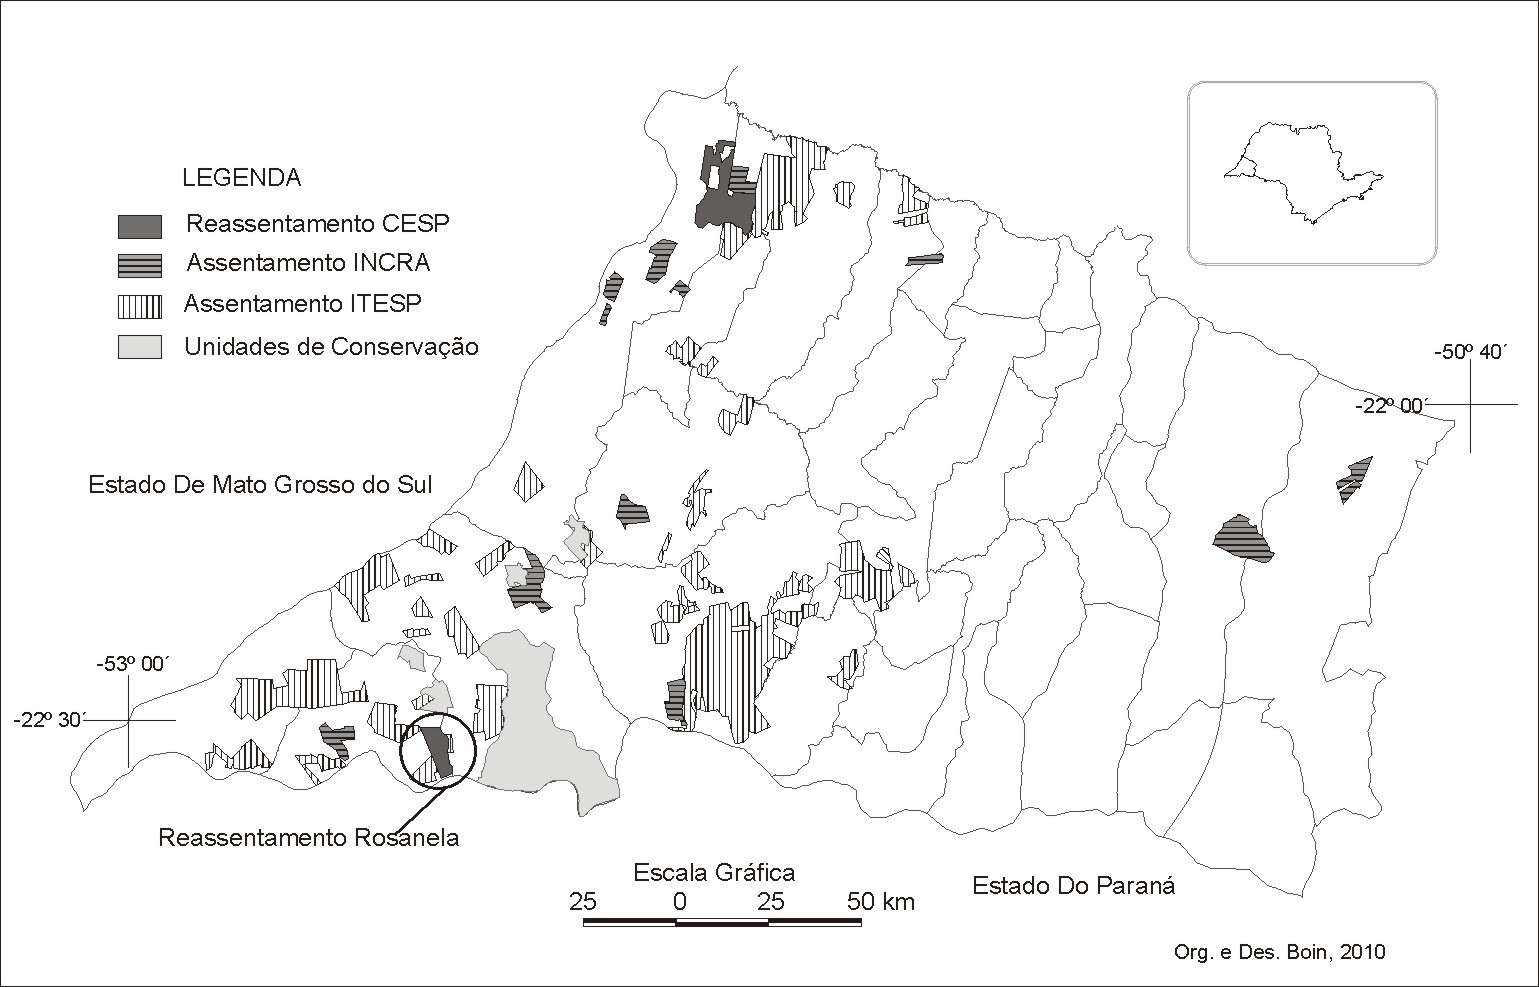 LEGENDA
Reassentamento CESP
Assentamento INCRA
Assentamento ITESP
Unidades de Conservação
-50º 40´
-22º 00´
Estado De Mato Grosso do Sul
-53º 00´
-22º 30´
Reassentamento Rosanela
Escala Gráfica
25 0 25 50 km
Estado Do Paraná
Org. e Des. Boin, 2010